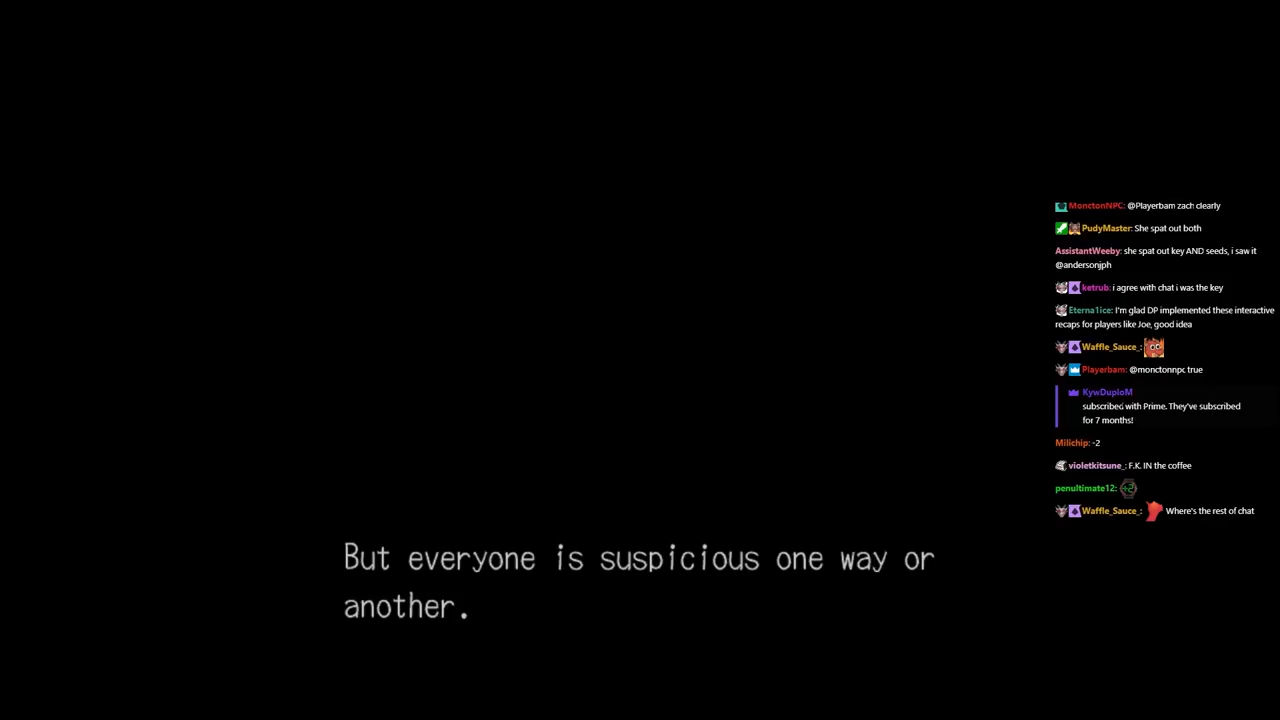 MonctonNPC: @Playerbam zach clearly
PudyMaster: She spat out both
AssistantWeeby: she spat out key AND seeds, i saw it
@andersonjph
ketrub: i agree with chat i was the key
Eterna1ice: I'm glad DP implemented these interactive
recaps for players like Joe, good idea
Waffle_Sauce_:
Playerbam: @monctonnpc true
KywDuploM
subscribed with Prime. They've subscribed
for 7 months!
Milichip: -2
violetkitsune_: F.K. IN the coffee
penultimate12: +2
Waffle_Sauce_: Where's the rest of chat
But everyone is suspicious one way or
another.